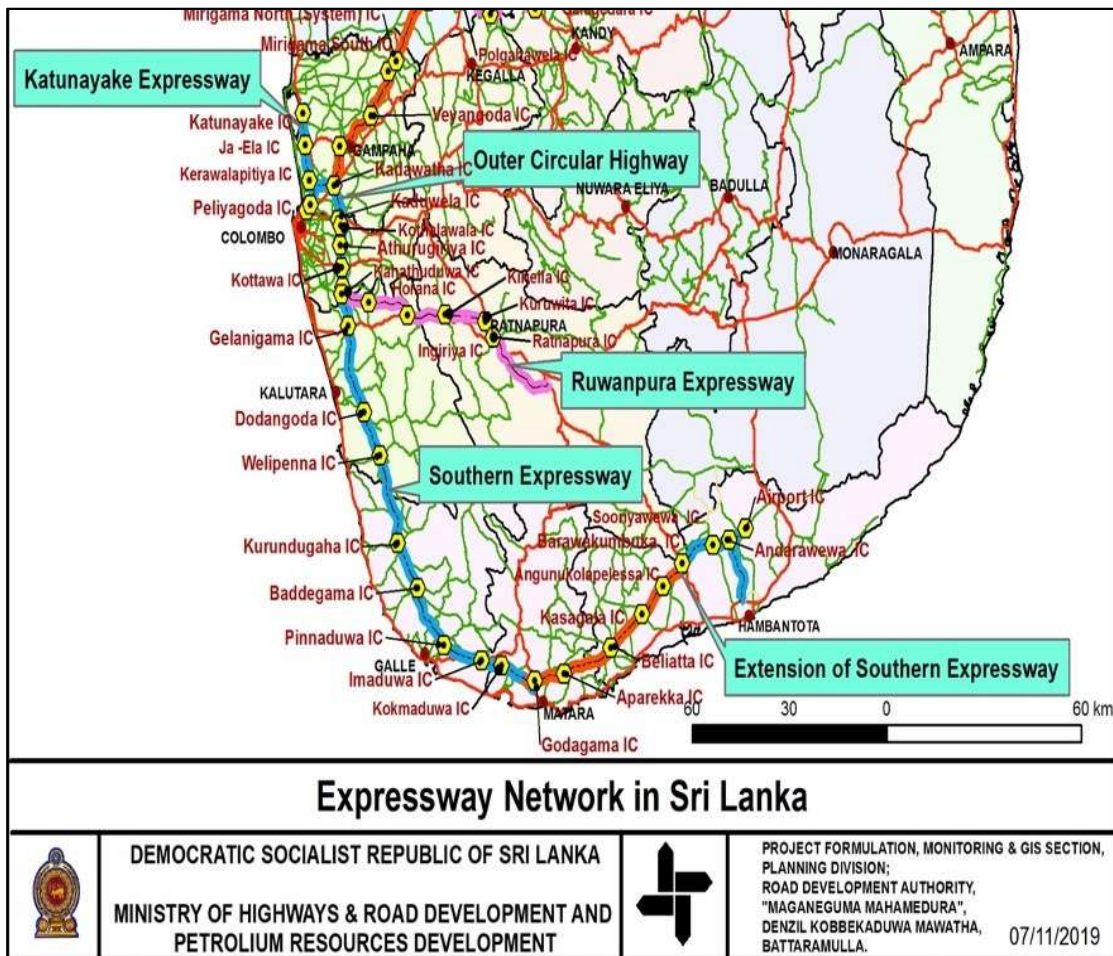 Mirigama North (System) IC
Galagedara IC
Mirigama South IC
KANDY
Polgahawela IC
AMPARA
Katunayake Expressway
KEGALLA
Katunayake IC
Veyangoda IC
Ja -Ela IC
GAMPAHA
Outer Circular Highway
Kerawalapitiya IC
Kadawatha IC
NUWARA ELIYA
BADULLA
Peliyagoda IC
Kaduwela IC
Kothalawala IC
COLOMBO
Athurugiriya IC
MONARAGALA
Kottawa IC
Kahathuduwa IC
Horana IC
Kiriella IC
Kuruwita IC
Gelanigama IC
RATNAPURA
Ingiriya IC
Ratnapura IC
Ruwanpura Expressway
KALUTARA
Dodangoda IC
Welipenna IC
Southern Expressway
Airport IC
Sooriyawewa IC
Kurundugaha IC
Barawakumbuka IC
Andarawewa IC
Angunukolapelessa IC
Baddegama IC
Kasagala IC
HAMBANTOTA
Pinnaduwa IC
GALLE
Beliatta IC
Extension of Southern Expressway
Imaduwa IC
Aparekka IC
Kokmaduwa IC
MATARA
60 30 0 60 km
Godagama IC
Expressway Network in Sri Lanka
DEMOCRATIC SOCIALIST REPUBLIC OF SRI LANKA
MINISTRY OF HIGHWAYS & ROAD DEVELOPMENT AND
PETROLIUM RESOURCES DEVELOPMENT
PROJECT FORMULATION, MONITORING & GIS SECTION,
PLANNING DIVISION;
ROAD DEVELOPMENT AUTHORITY,
"MAGANEGUMA MAHAMEDURA",
DENZIL KOBBEKADUWA MAWATHA,
BATTARAMULLA.
07/11/2019